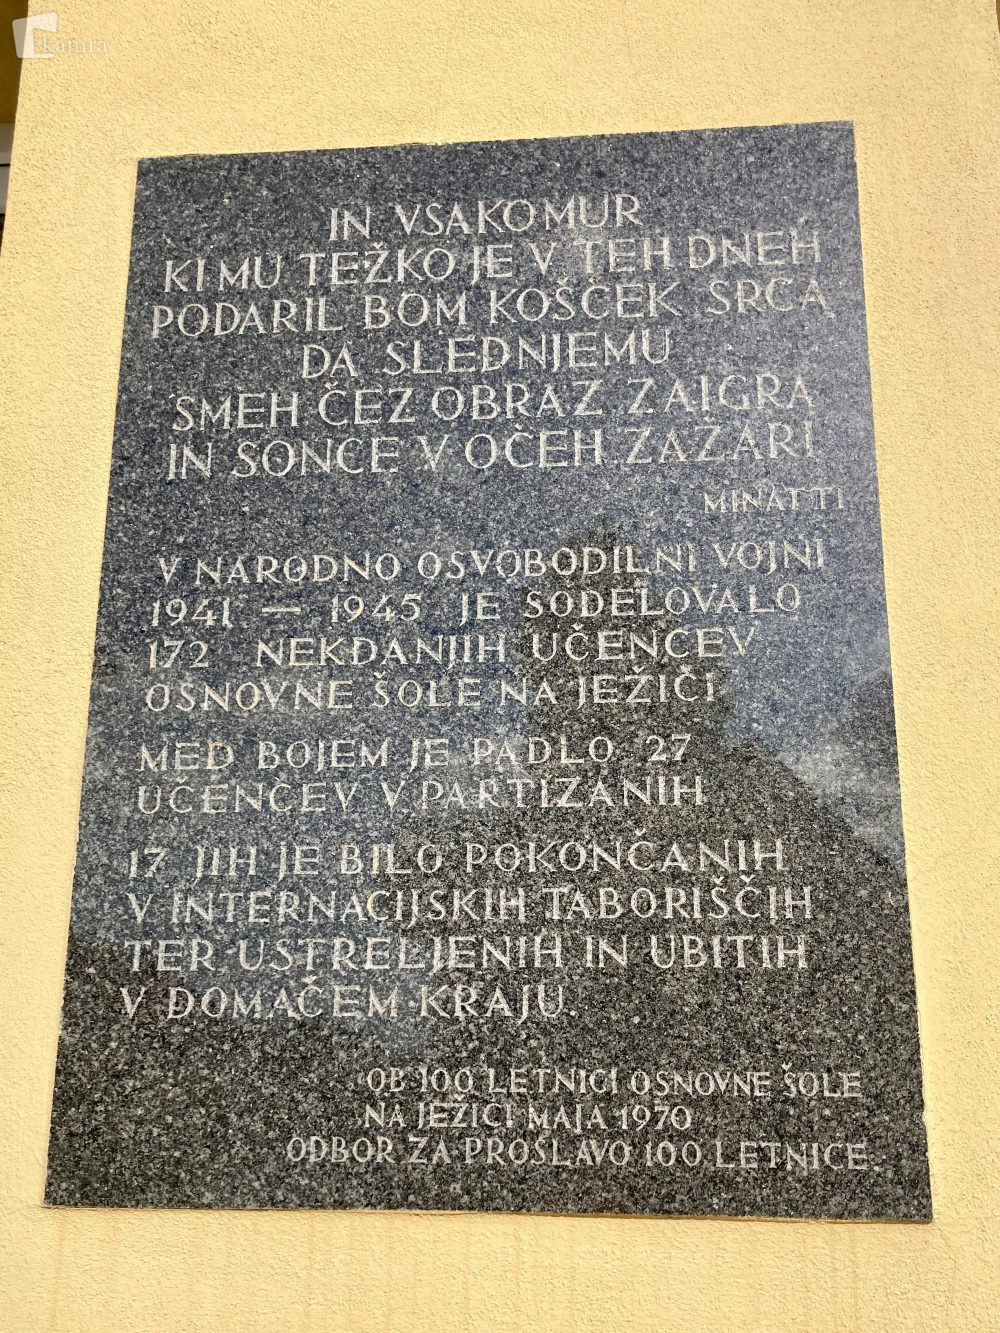 kamra
IN VSAKOMUR
KI MU TEŽKO JE V TEH DNEH
PODARIL BOM KOŠČEK SRCA
DA SLEDNJEMU
SMEH ČEZ OBRAZ ZAIGRA
IN SONCE V OČEH ZAŽARI
MINATTI
V NARODNO OSVOBODILNI VOJNI
1941 — 1945 JE SODELOVALO
172 NEKDANJIH UČENCEV
OSNOVNE ŠOLE NA JEŽICI
MED BOJEM JE PADLO 27
UČENCEV V PARTIZANIH
17 JIH JE BILO POKONČANIH
V INTERNACIJSKIH TABORIŠČIH
TER USTRELJENIH IN UBITIH
V DOMAČEM KRAJU.
OB 100 LETNICI OSNOVNE ŠOLE
NA JEŽICI MAJA 1970
ODBOR ZA PROSLAVO 100 LETNICE.